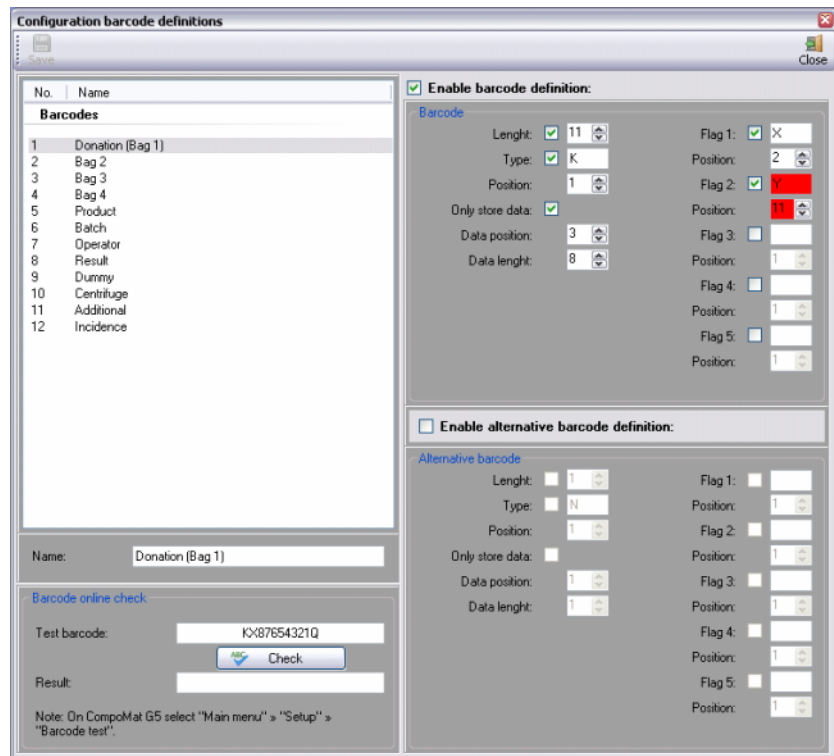 Configuration barcode definitions
Save
Close
No. Name
Barcodes
1 Donation (Bag 1)
2 Bag 2
3 Bag 3
4 Bag 4
5 Product
6 Batch
7 Operator
8 Result
9 Dummy
10 Centrifuge
11 Additional
12 Incidence
Name: Donation (Bag 1)
Barcode online check
Test barcode: KX87654321Q
ABC Check
Result:
Note: On CompoMat G5 select "Main menu" » "Setup" »
"Barcode test".
Enable barcode definition:
Barcode
Lenght: 11 Flag 1: X
Type: K Position: 2
Position: 1 Flag 2: Y
Only store data: Position: 11
Data position: 3 Flag 3:
Data lenght: 8 Position: 1
Flag 4:
Position: 1
Flag 5:
Position: 1
Enable alternative barcode definition:
Alternative barcode
Lenght: 1 Flag 1:
Type: N Position: 1
Position: 1 Flag 2:
Only store data: Position: 1
Data position: 1 Flag 3:
Data lenght: 1 Position: 1
Flag 4:
Position: 1
Flag 5:
Position: 1